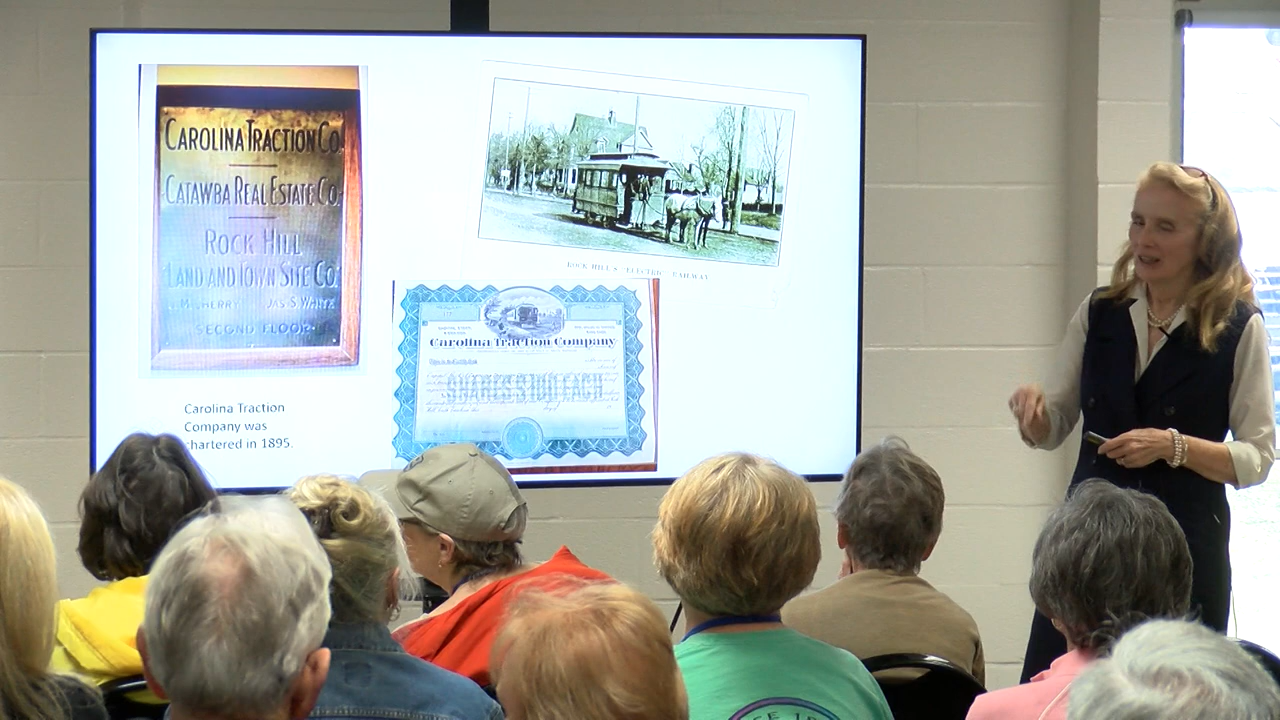 CAROLINA TRACTION CO.
CATAWBA REAL ESTATE CO.
ROCK HILL
LAND AND TOWN SITE CO.
SECOND FLOOR
Carolina Traction
Company was
chartered in 1895.
ROCK HILL'S ELECTRIC RAILWAY
Carolina Traction Company
SHARES $100 EACH